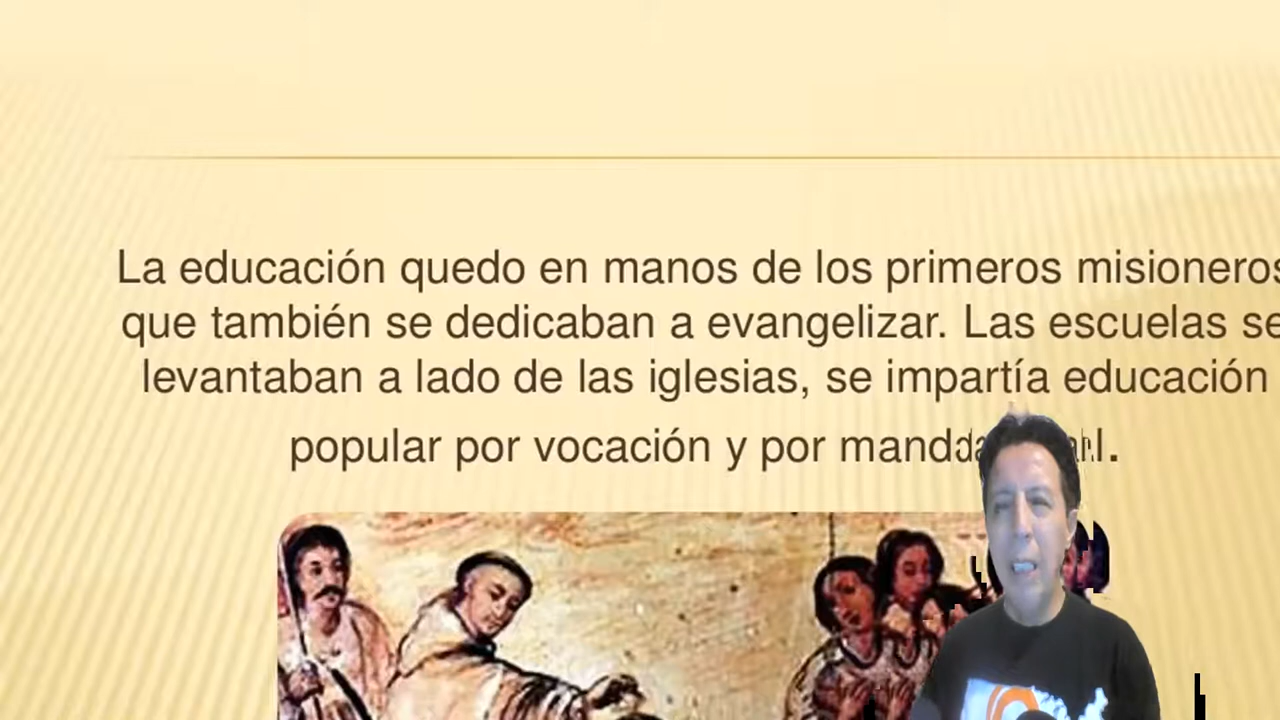 La educación quedo en manos de los primeros misioneros
que también se dedicaban a evangelizar. Las escuelas se
levantaban a lado de las iglesias, se impartía educación
popular por vocación y por